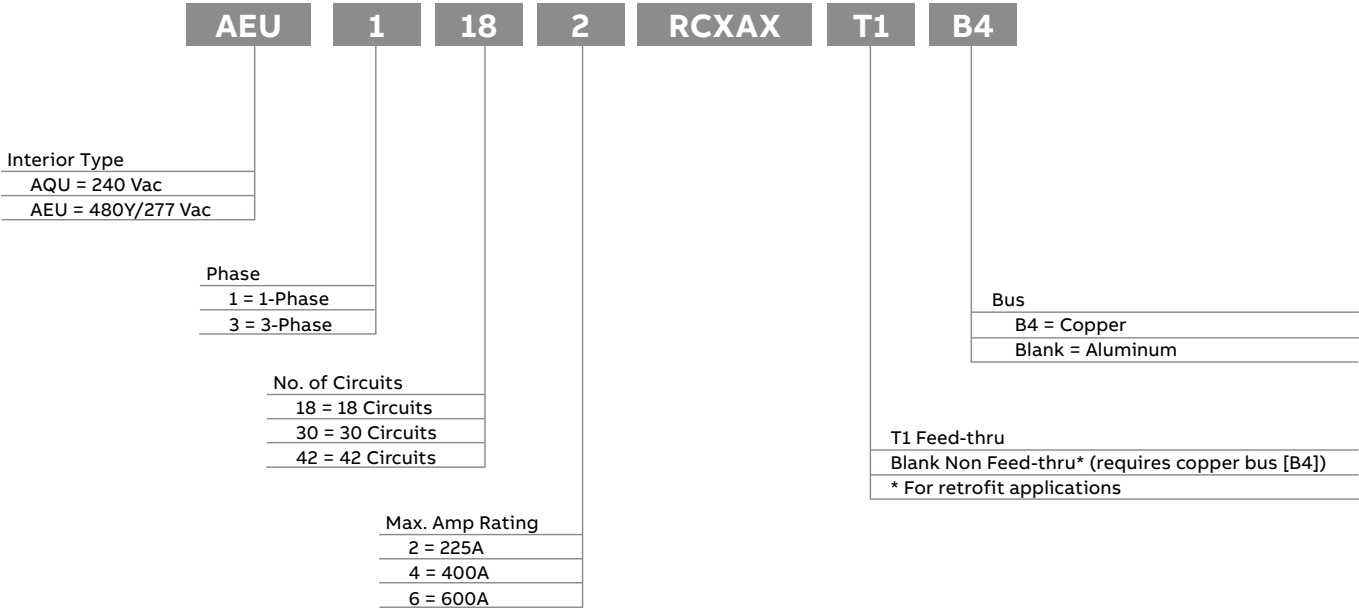 AEU 1 18 2 RCXAX T1 B4
Interior Type
AQU = 240 Vac
AEU = 480Y/277 Vac
Phase
1 = 1-Phase
3 = 3-Phase
No. of Circuits
18 = 18 Circuits
30 = 30 Circuits
42 = 42 Circuits
Max. Amp Rating
2 = 225A
4 = 400A
6 = 600A
Bus
B4 = Copper
Blank = Aluminum
T1 Feed-thru
Blank Non Feed-thru* (requires copper bus [B4])
* For retrofit applications